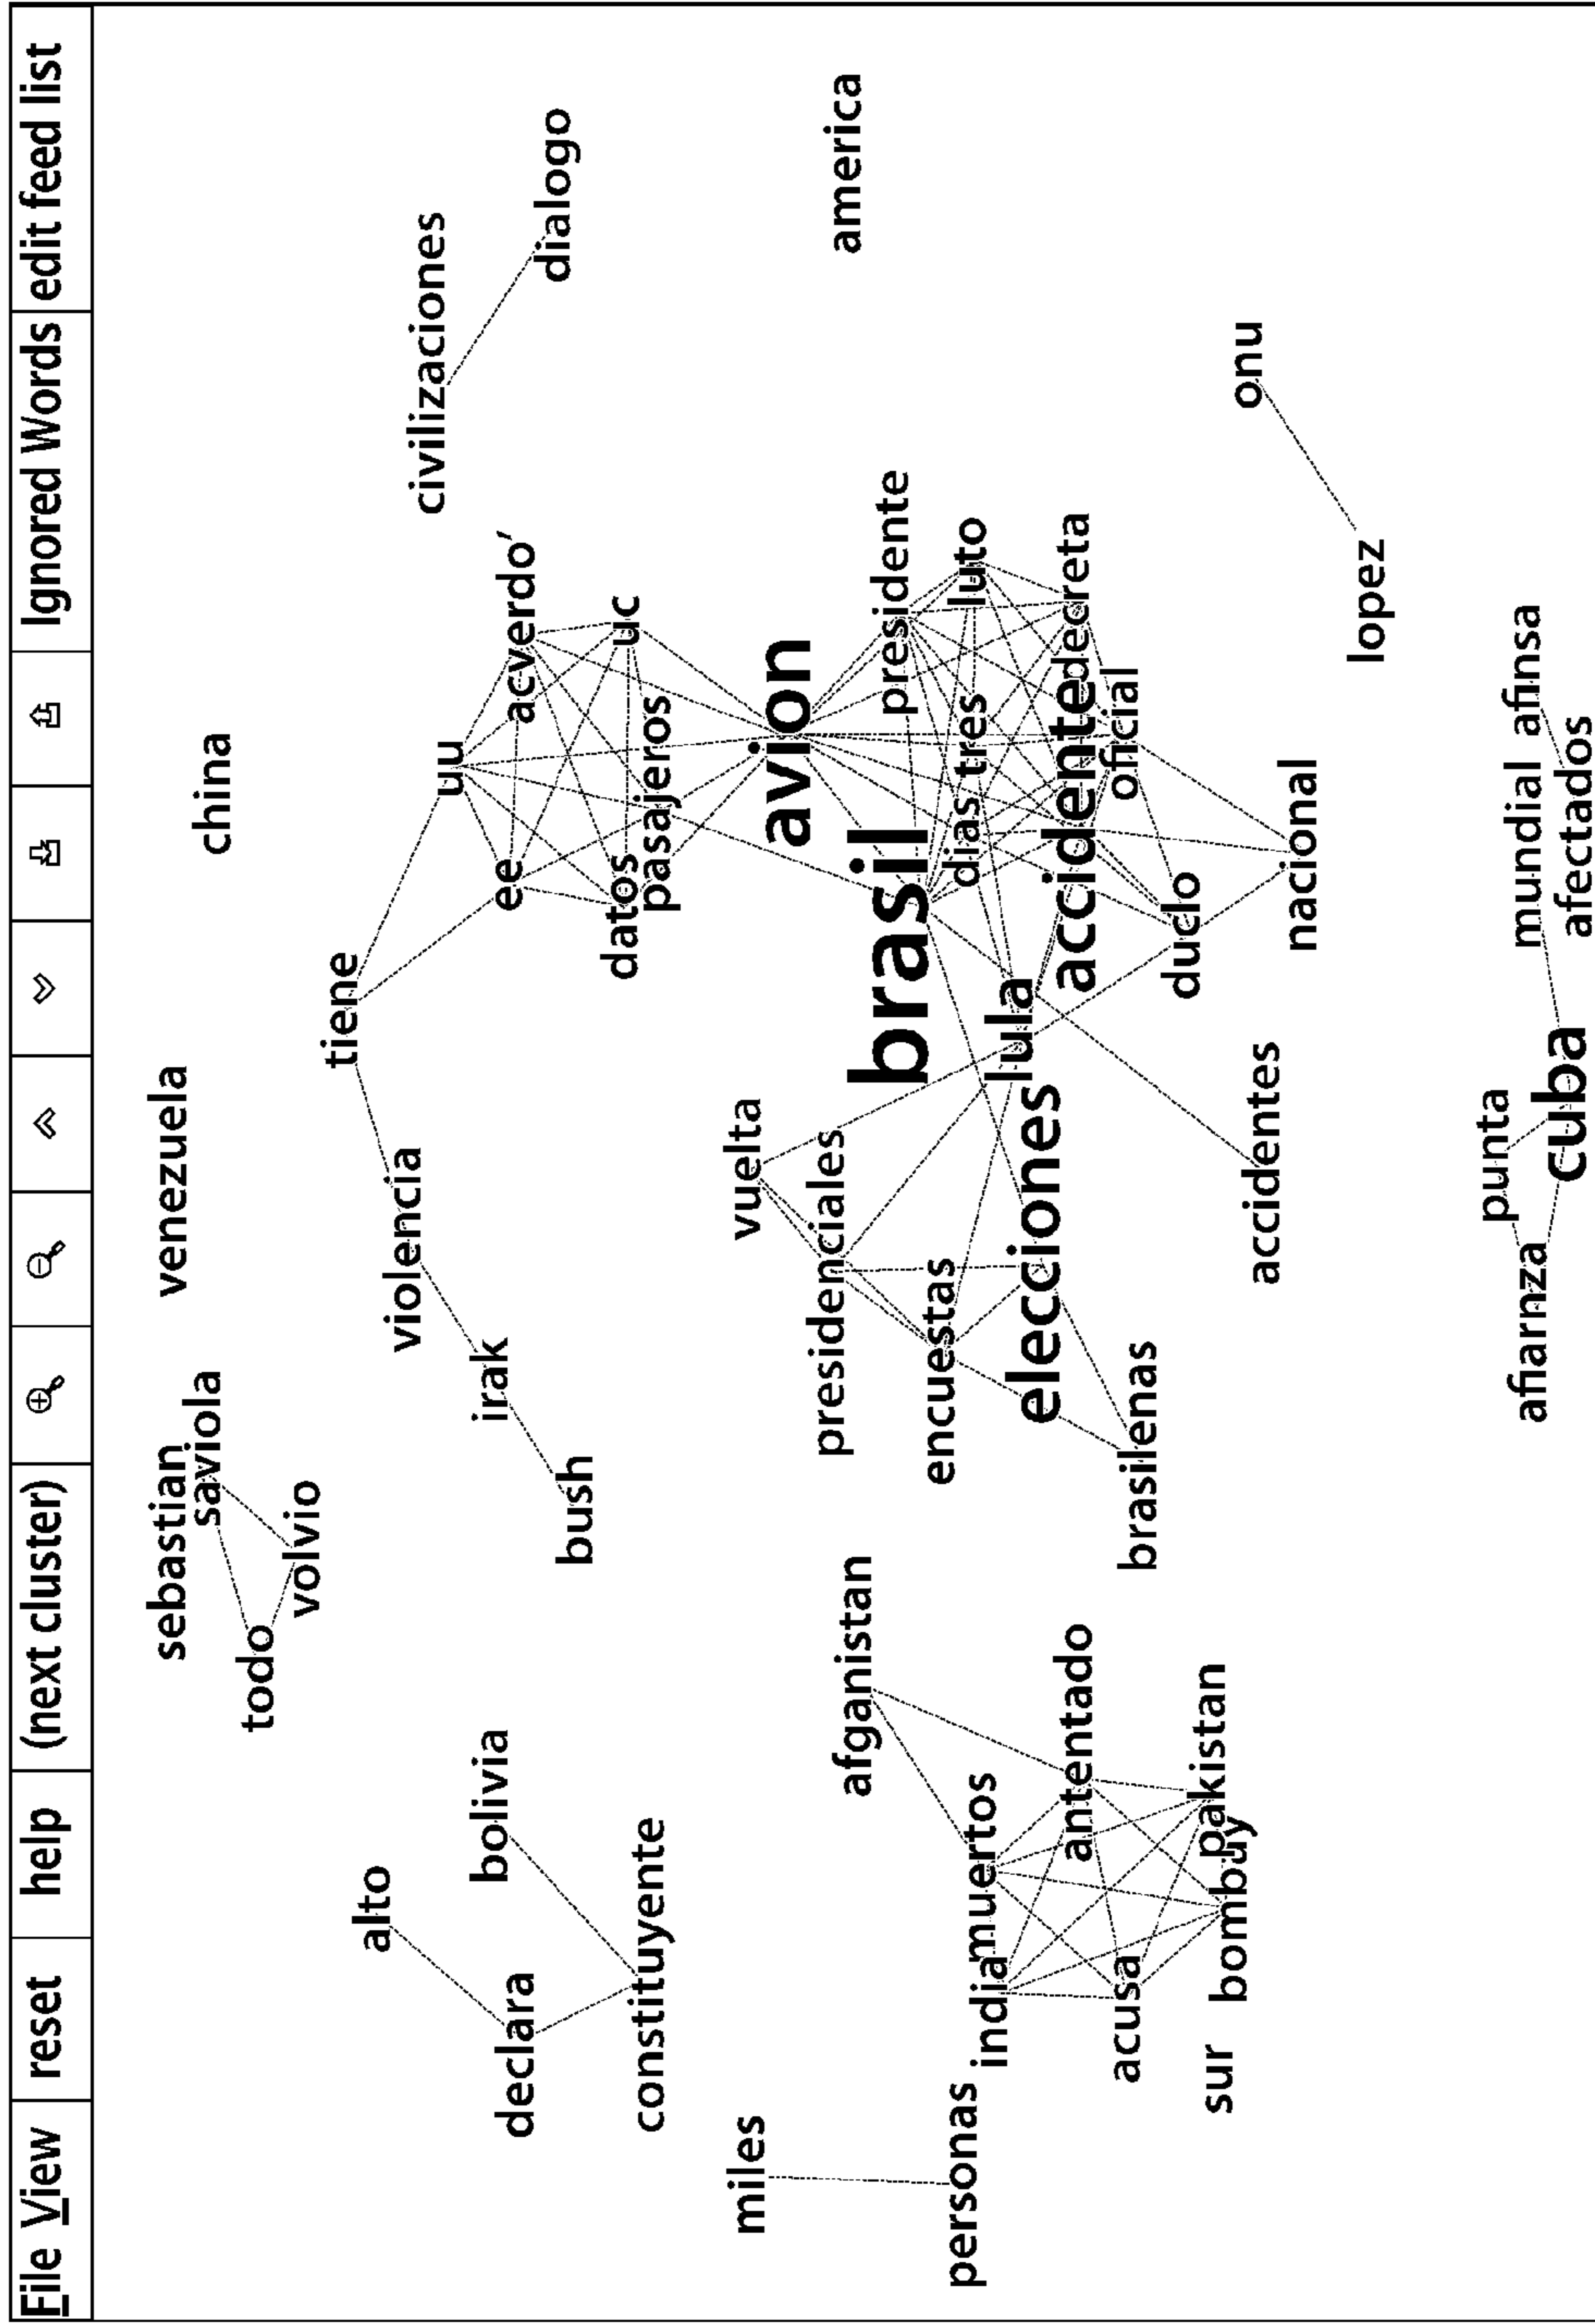 File View reset help (next cluster) Ignored Words edit feed list
sebastian
saviola
venezuela
china
todo
volvio
tiene
alto
violencia
civilizaciones
bolivia
irak
uu
declara
ee
acverdo’
dialogo
bush
constituyente
datos
uc
pasajeros
miles
vuelta
avion
afganistan
presidenciales
america
brasil
presidente
personas
encuestas
dias
tres
luto
india
muertos
lula
antentado
elecciones
accidente
decreta
acusa
brasilenas
oficial
duclo
sur
bombay
pakistan
accidentes
nacional
onu
lopez
punta
afiarnza
mundial
afinsa
cuba
afectados